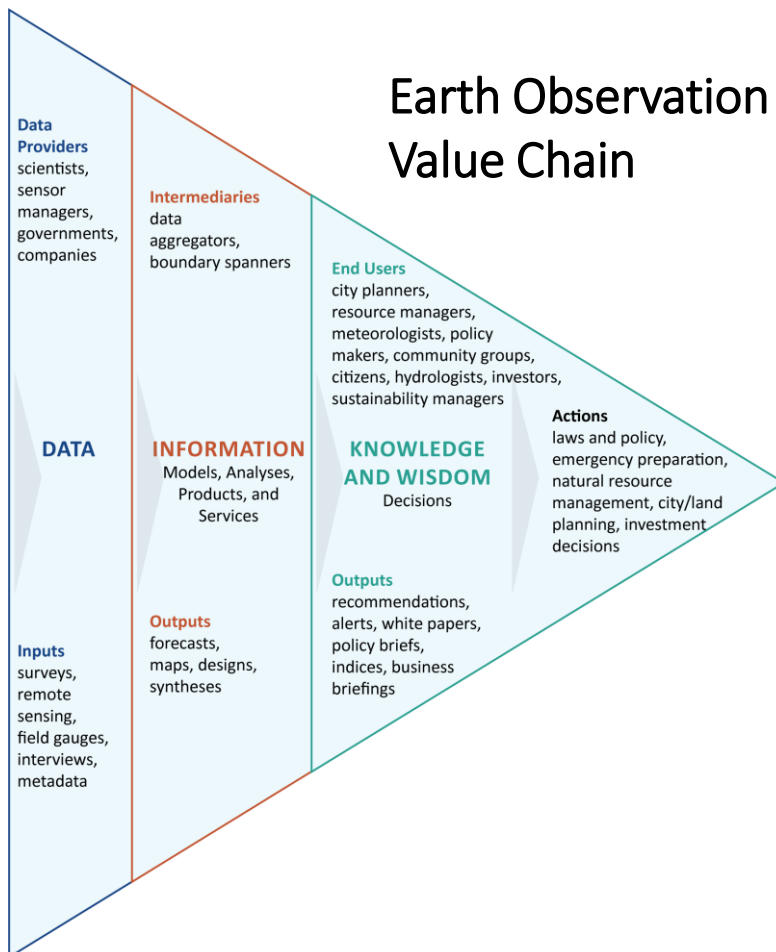 Earth Observation
Value Chain
Data
Providers
scientists,
sensor
managers,
governments,
companies
DATA
Inputs
surveys,
remote
sensing,
field gauges,
interviews,
metadata
Intermediaries
data
aggregators,
boundary spanners
INFORMATION
Models, Analyses,
Products, and
Services
Outputs
forecasts,
maps, designs,
syntheses
End Users
city planners,
resource managers,
meteorologists, policy
makers, community groups,
citizens, hydrologists, investors,
sustainability managers
KNOWLEDGE
AND WISDOM
Decisions
Outputs
recommendations,
alerts, white papers,
policy briefs,
indices, business
briefings
Actions
laws and policy,
emergency preparation,
natural resource
management, city/land
planning, investment
decisions